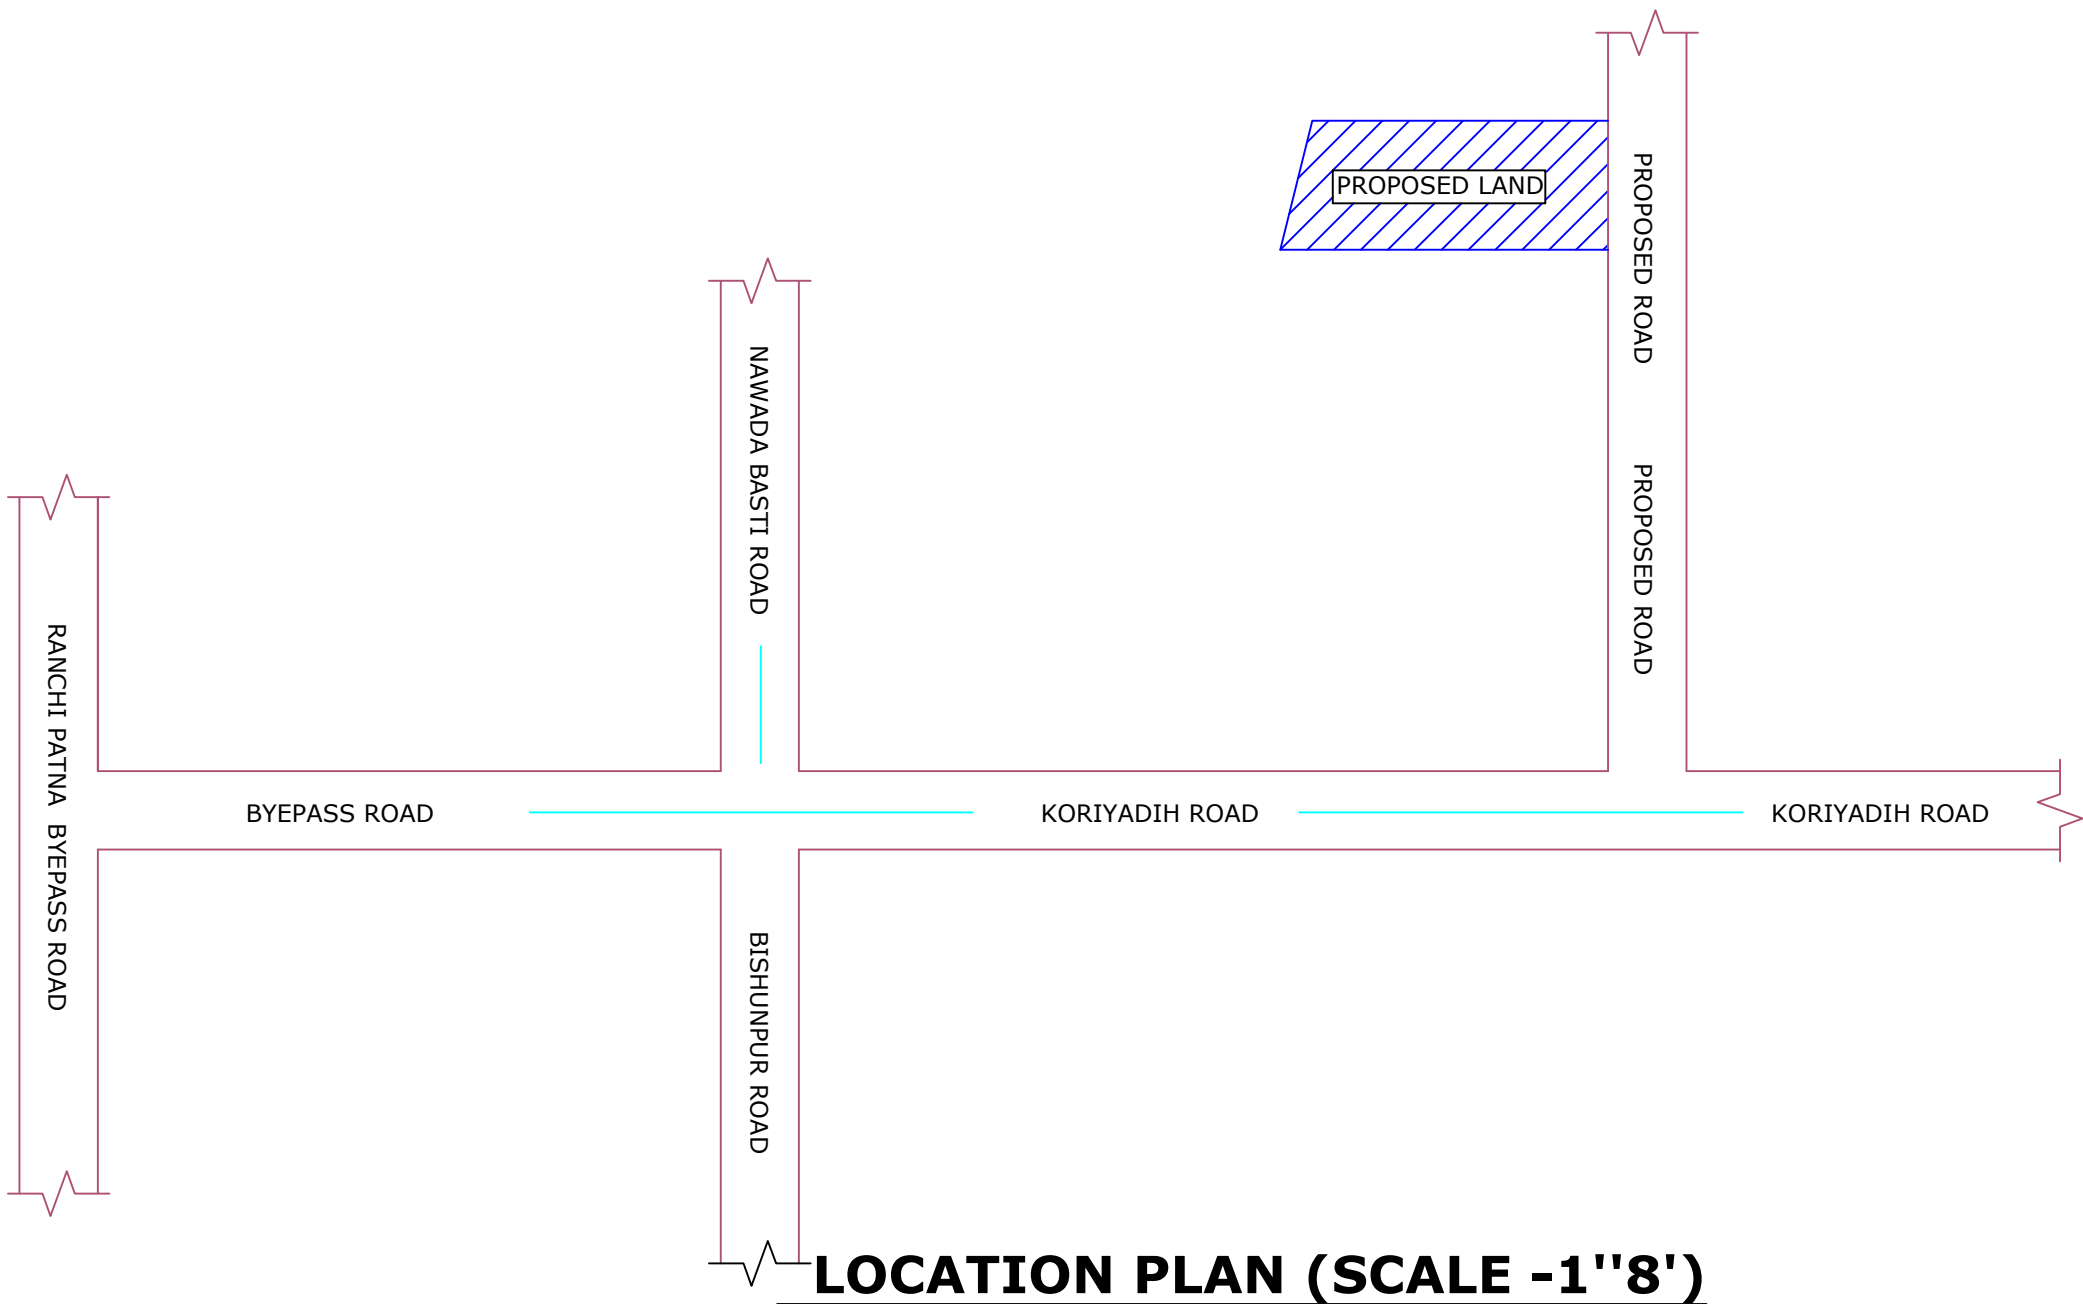 PROPOSED LAND
PROPOSED ROAD
NAWADA BASTI ROAD
PROPOSED ROAD
RANCHI PATNA BYEPASS ROAD
BYEPASS ROAD
KORIYADIH ROAD
KORIYADIH ROAD
BISHUNPUR ROAD
LOCATION PLAN (SCALE -1''8')